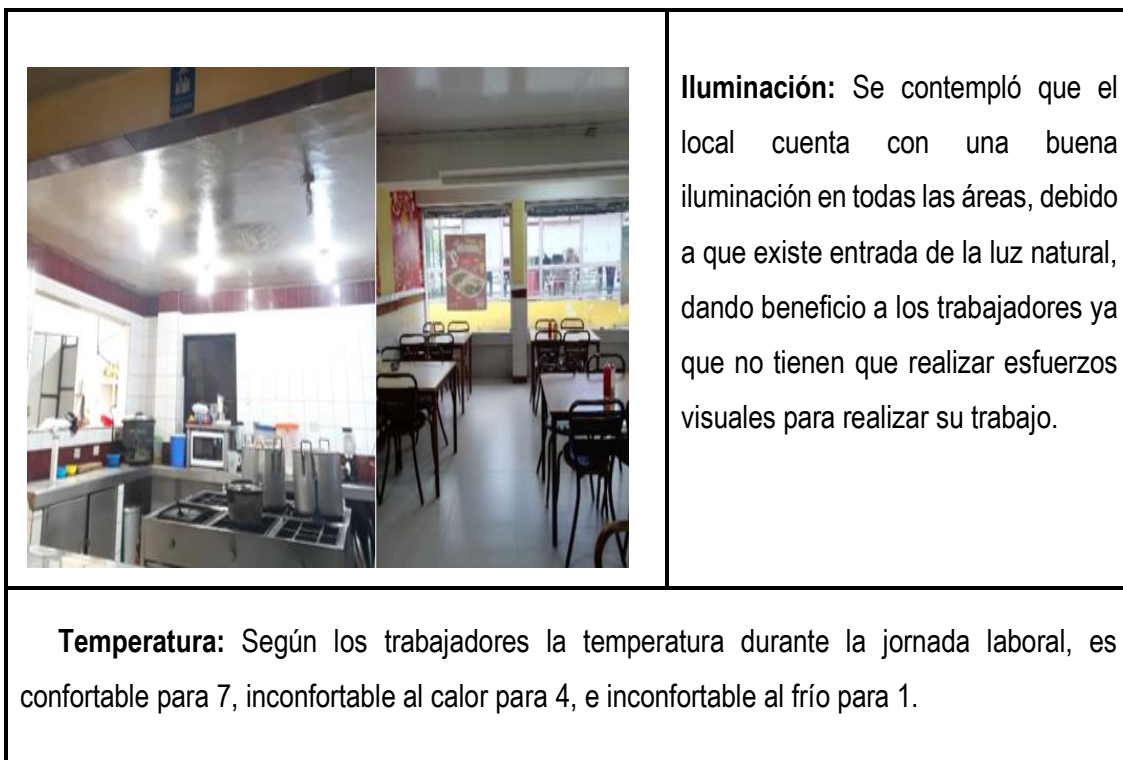 Iluminación: Se contempló que el
local cuenta con una buena
iluminación en todas las áreas, debido
a que existe entrada de la luz natural,
dando beneficio a los trabajadores ya
que no tienen que realizar esfuerzos
visuales para realizar su trabajo.
Temperatura: Según los trabajadores la temperatura durante la jornada laboral, es
confortable para 7, inconfortable al calor para 4, e inconfortable al frío para 1.